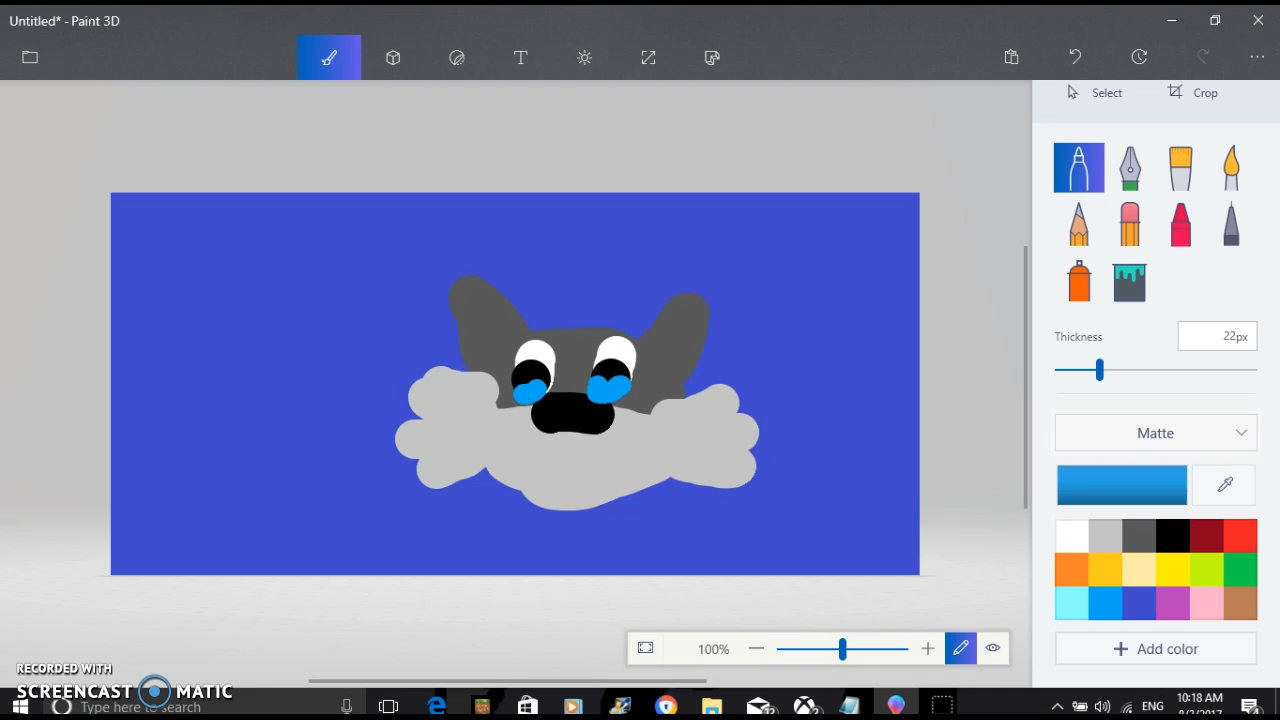 Untitled* - Paint 3D
Select Crop
Thickness 22px
Matte
100%
Add color
RECORDED WITH
SCREENCAST MATIC
Type here to search
10:18 AM
ENG